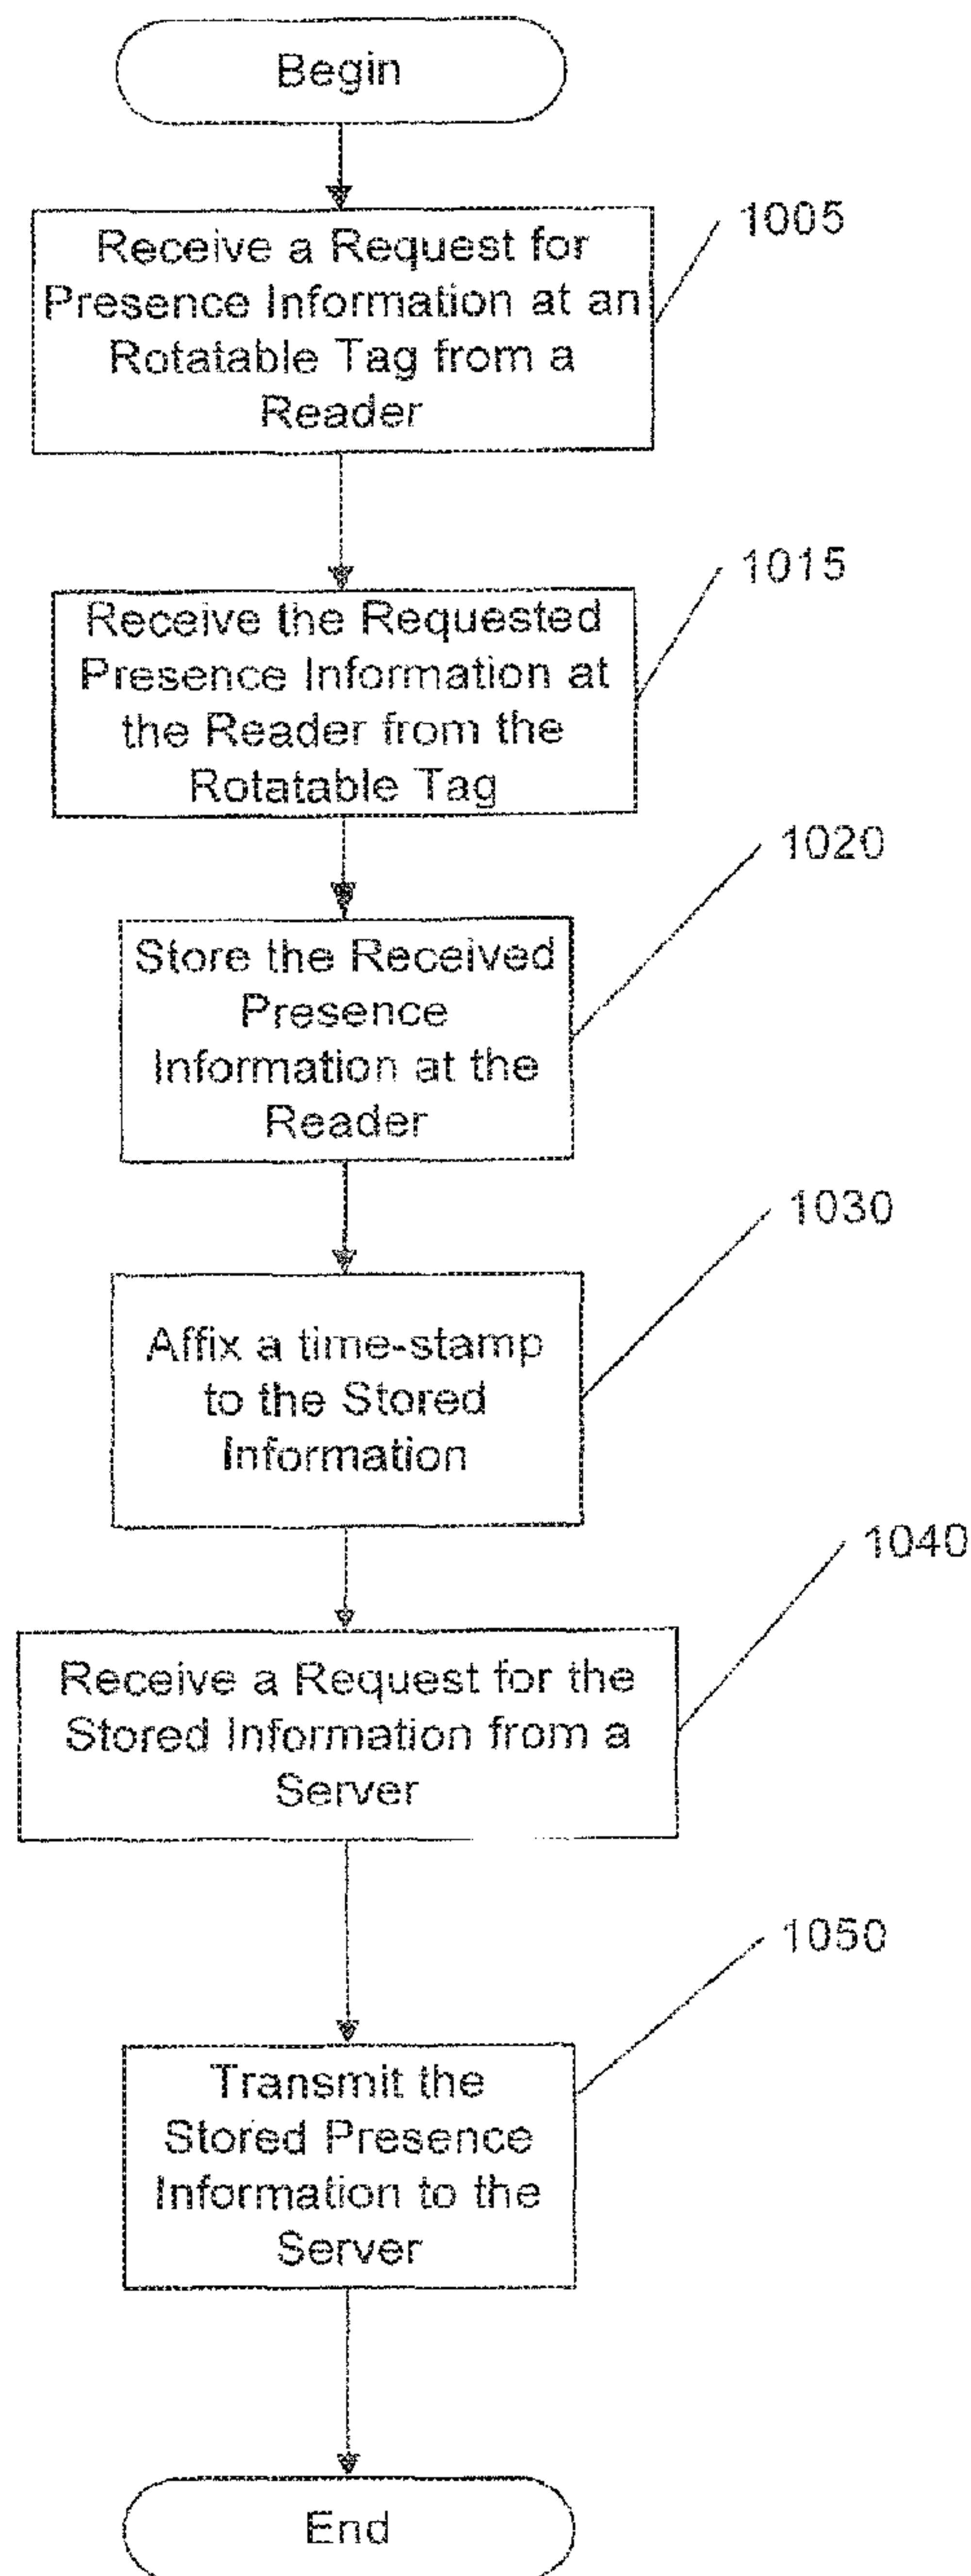 Begin
Receive a Request for
Presence Information at an
Rotatable Tag from a
Reader
1005
Receive the Requested
Presence Information at
the Reader from the
Rotatable Tag
1015
Store the Received
Presence
Information at the
Reader
1020
Affix a time-stamp
to the Stored
Information
1030
Receive a Request for the
Stored Information from a
Server
1040
Transmit the
Stored Presence
Information to the
Server
1050
End